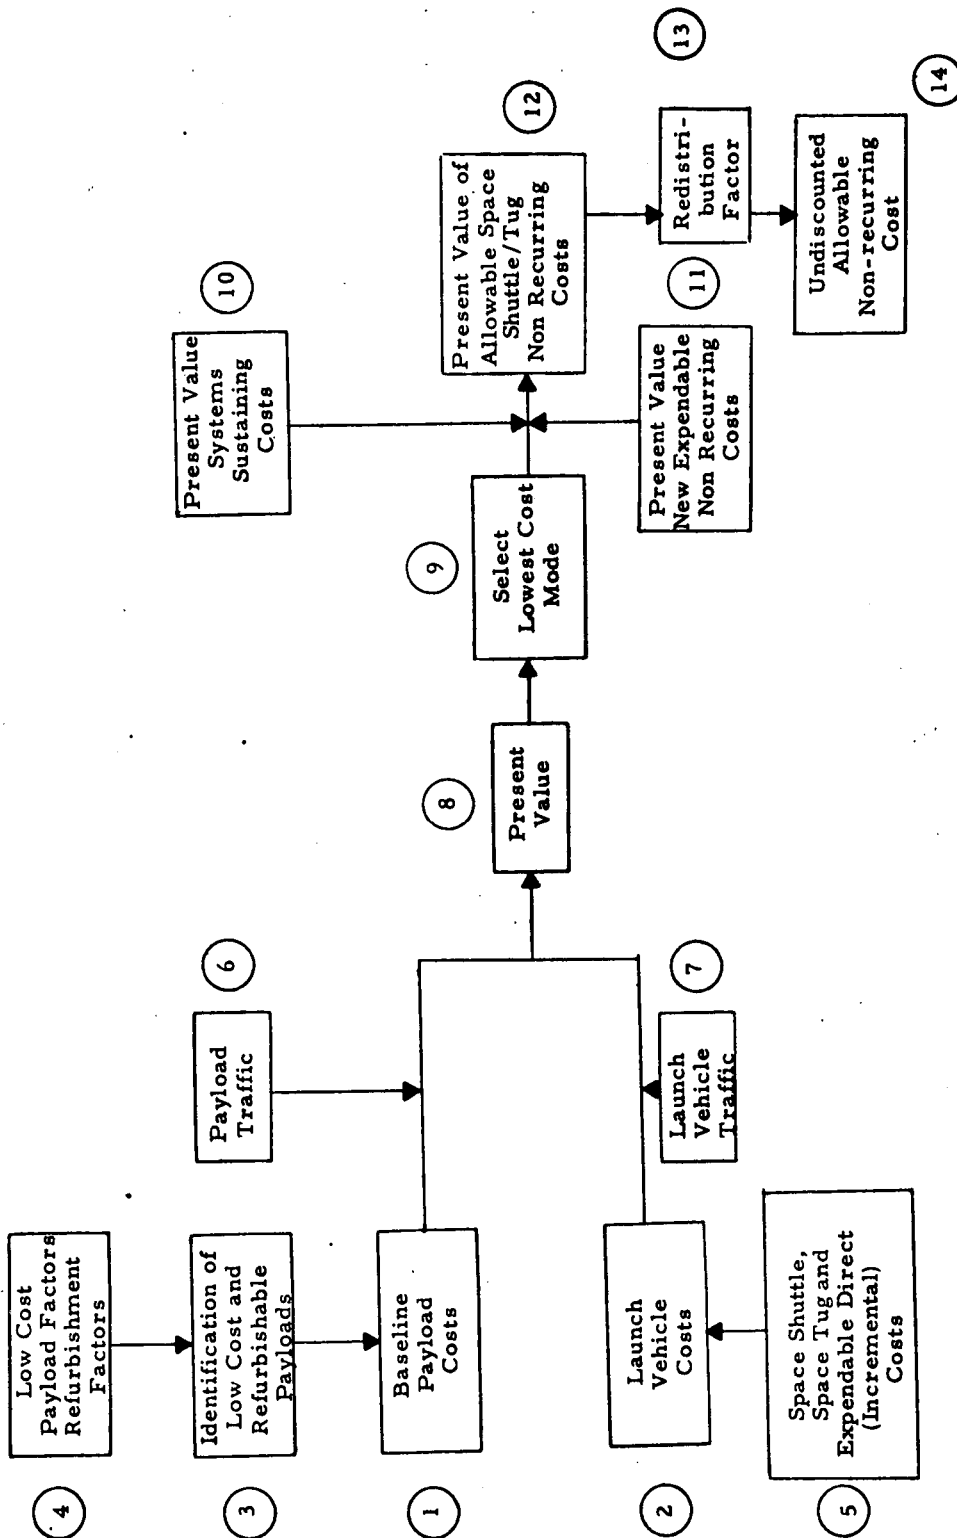 4
Low Cost
Payload Factors
Refurbishment
Factors
3
Identification of
Low Cost and
Refurbishable
Payloads
1
Baseline
Payload
Costs
2
Launch
Vehicle
Costs
5
Space Shuttle,
Space Tug and
Expendable Direct
(Incremental)
Costs
6
Payload
Traffic
7
Launch
Vehicle
Traffic
8
Present
Value
9
Select
Lowest Cost
Mode
10
Present Value
Systems
Sustaining
Costs
11
Present Value
New Expendable
Non Recurring
Costs
12
Present Value of
Allowable Space
Shuttle/Tug
Non Recurring
Costs
13
Redistri-
bution
Factor
14
Undiscounted
Allowable
Non-recurring
Cost